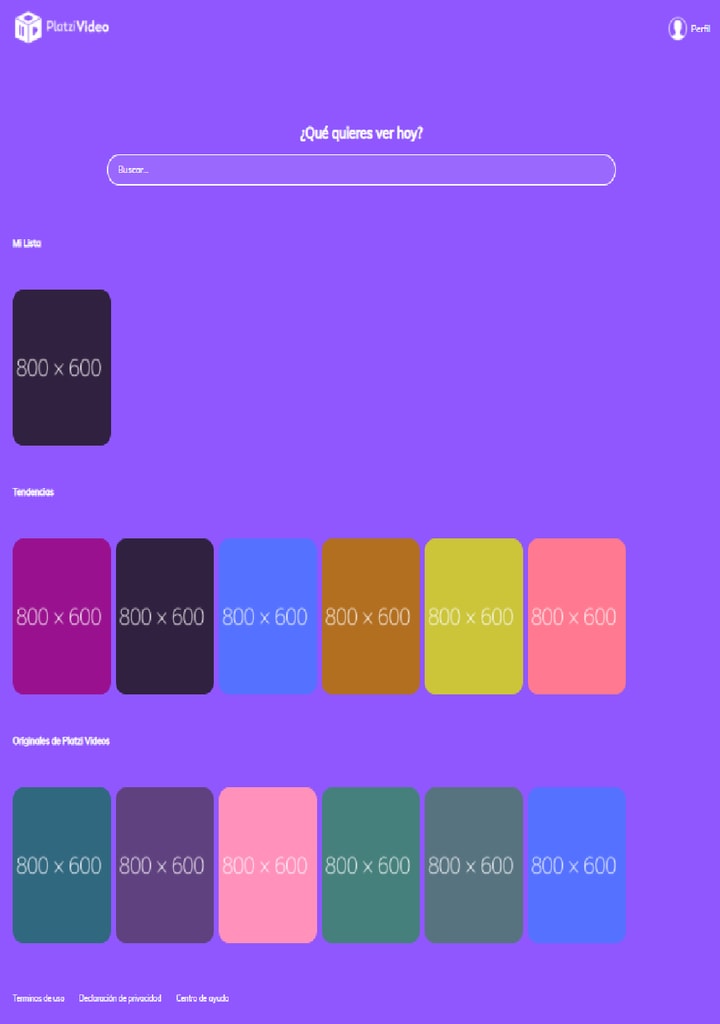 PlatziVideo
Perfil
¿Qué quieres ver hoy?
Buscar...
Mi Lista
800 × 600
Tendencias
800 × 600 800 × 600 800 × 600 800 × 600 800 × 600 800 × 600
Originales de Platzi Videos
800 × 600 800 × 600 800 × 600 800 × 600 800 × 600 800 × 600
Terminos de uso Declaración de privacidad Centro de ayuda